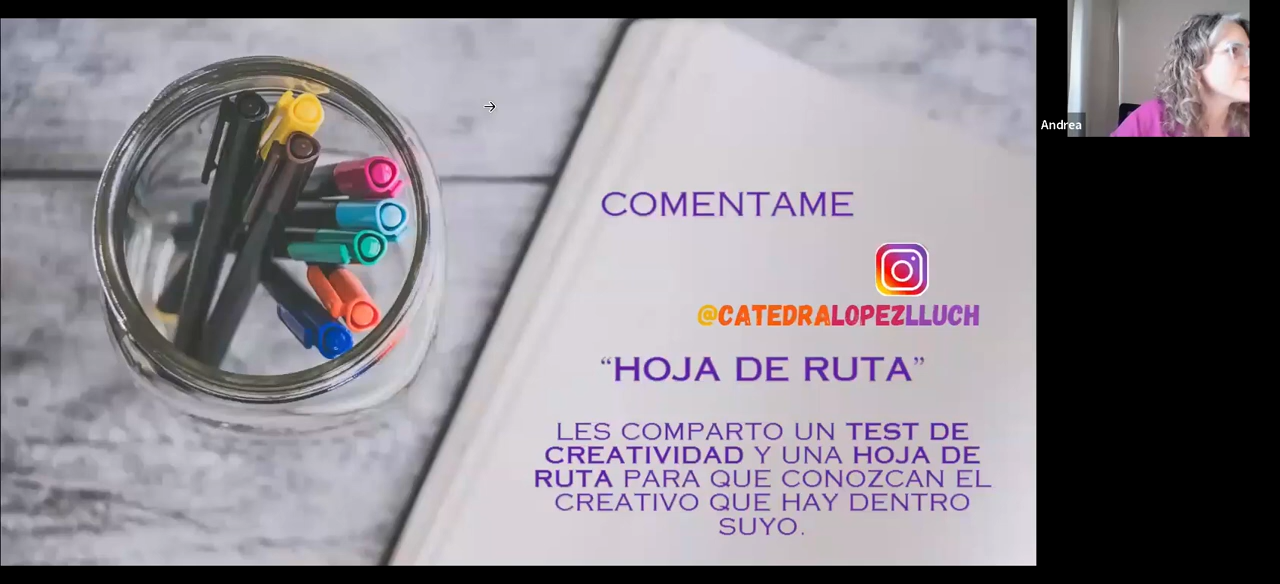 COMENTAME
@CATEDRALOPEZLLUCH
“HOJA DE RUTA”
LES COMPARTO UN TEST DE
CREATIVIDAD Y UNA HOJA DE
RUTA PARA QUE CONOZCAN EL
CREATIVO QUE HAY DENTRO
SUYO.
Andrea